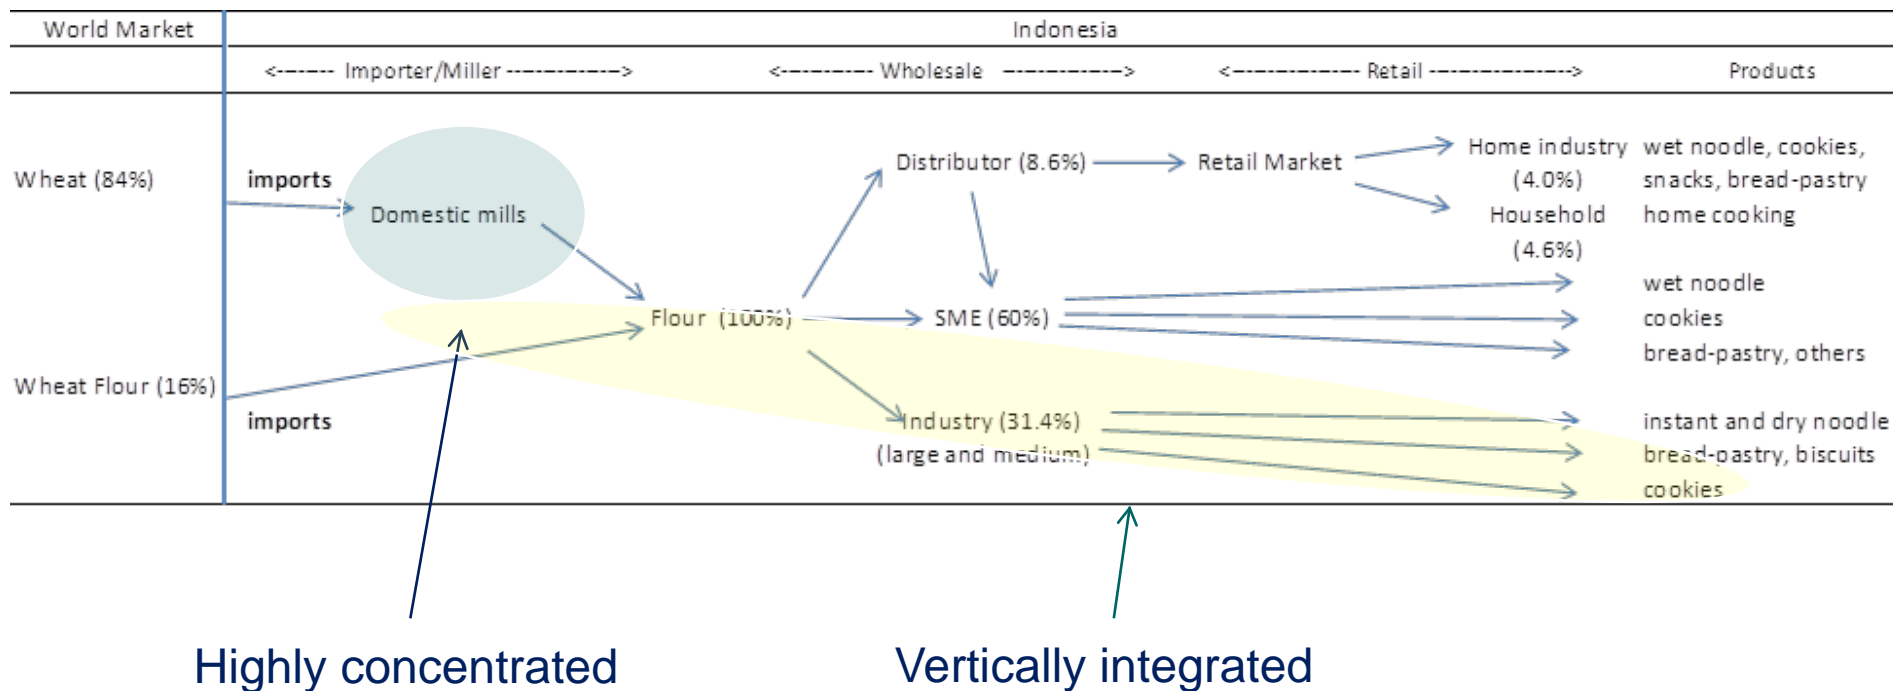 World Market
Indonesia
<------- Importer/Miller ------------->
<----------- Wholesale ------------->
<--------------- Retail ---------------->
Products
Wheat (84%)
imports
Domestic mills
Distributor (8.6%)
Retail Market
Home industry
(4.0%)
wet noodle, cookies,
snacks, bread-pastry
Household
(4.6%)
home cooking
Flour (100%)
SME (60%)
wet noodle
cookies
bread-pastry, others
Wheat Flour (16%)
imports
Industry (31.4%)
(large and medium)
instant and dry noodle
bread-pastry, biscuits
cookies
Highly concentrated
Vertically integrated